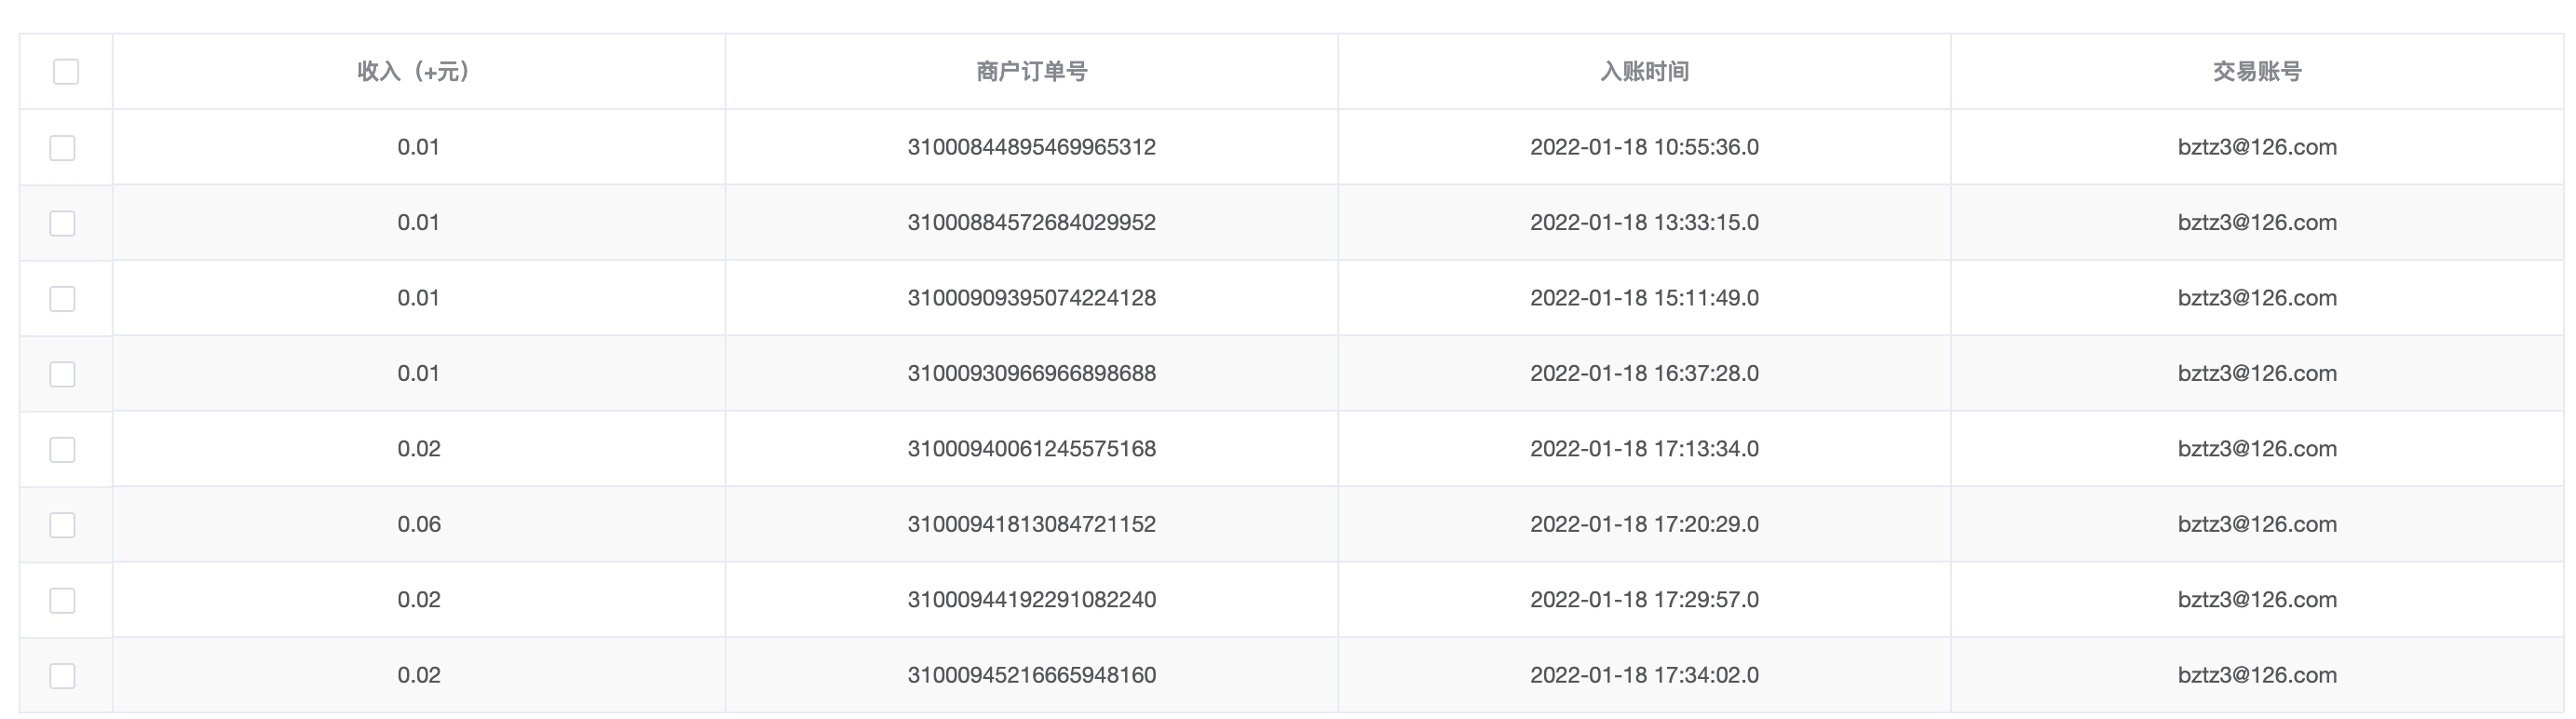 收入（+元） 商户订单号 入账时间 交易账号
0.01 31000844895469965312 2022-01-18 10:55:36.0 bztz3@126.com
0.01 31000884572684029952 2022-01-18 13:33:15.0 bztz3@126.com
0.01 31000909395074224128 2022-01-18 15:11:49.0 bztz3@126.com
0.01 31000930966966898688 2022-01-18 16:37:28.0 bztz3@126.com
0.02 31000940061245575168 2022-01-18 17:13:34.0 bztz3@126.com
0.06 31000941813084721152 2022-01-18 17:20:29.0 bztz3@126.com
0.02 31000944192291082240 2022-01-18 17:29:57.0 bztz3@126.com
0.02 31000945216665948160 2022-01-18 17:34:02.0 bztz3@126.com